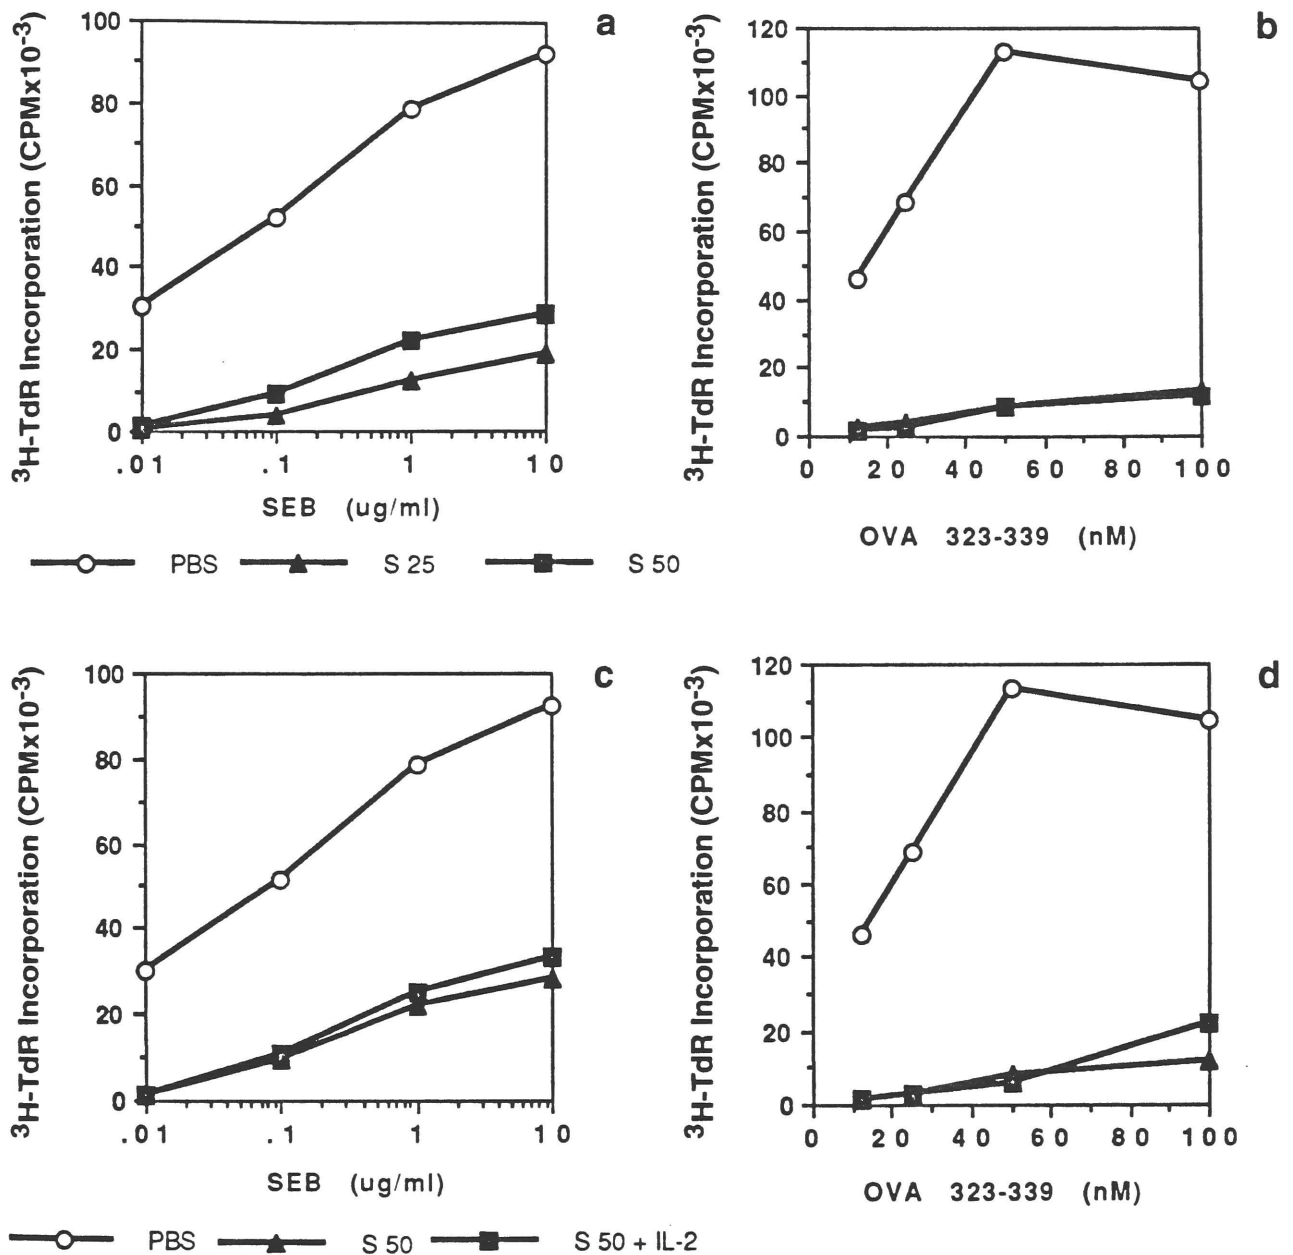 a
³H-TdR Incorporation (CPMx10⁻³)
100
80
60
40
20
0
.01 .1 1 10
SEB (ug/ml)
b
³H-TdR Incorporation (CPMx10⁻³)
120
100
80
60
40
20
0
0 20 40 60 80 100
OVA 323-339 (nM)
PBS S 25 S 50
c
³H-TdR Incorporation (CPMx10⁻³)
100
80
60
40
20
0
.01 .1 1 10
SEB (ug/ml)
d
³H-TdR Incorporation (CPMx10⁻³)
120
100
80
60
40
20
0
0 20 40 60 80 100
OVA 323-339 (nM)
PBS S 50 S 50 + IL-2